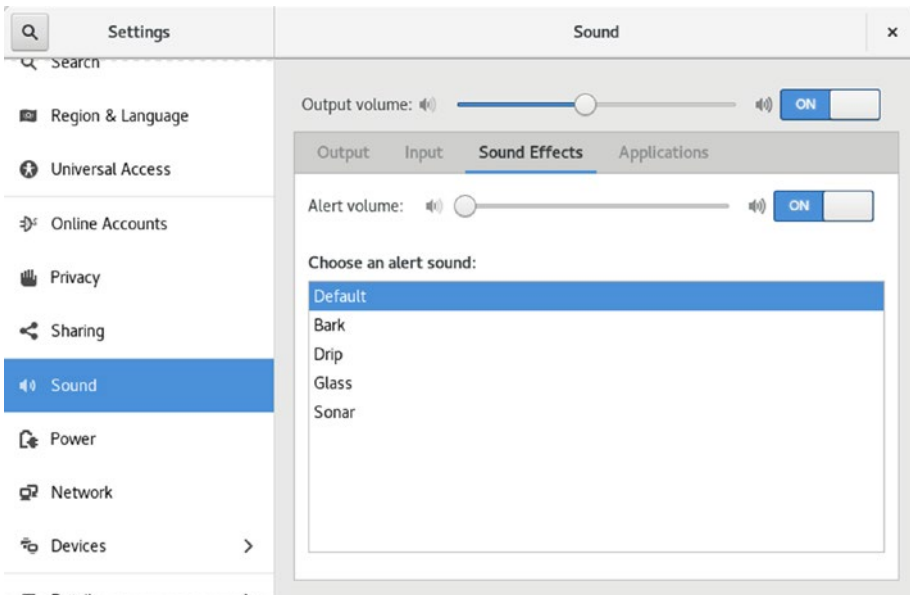 Settings
Sound
Search
Region & Language
Universal Access
Online Accounts
Privacy
Sharing
Sound
Power
Network
Devices
Output volume: ON
Output Input Sound Effects Applications
Alert volume: ON
Choose an alert sound:
Default
Bark
Drip
Glass
Sonar